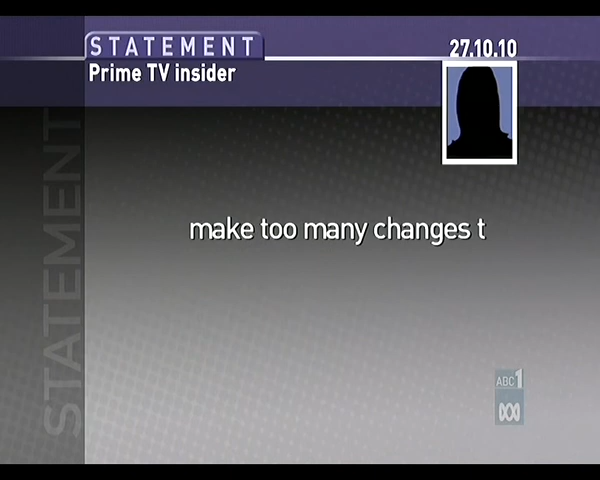 STATEMENT
27.10.10
Prime TV insider
STATEMENT
make too many changes t
ABC1